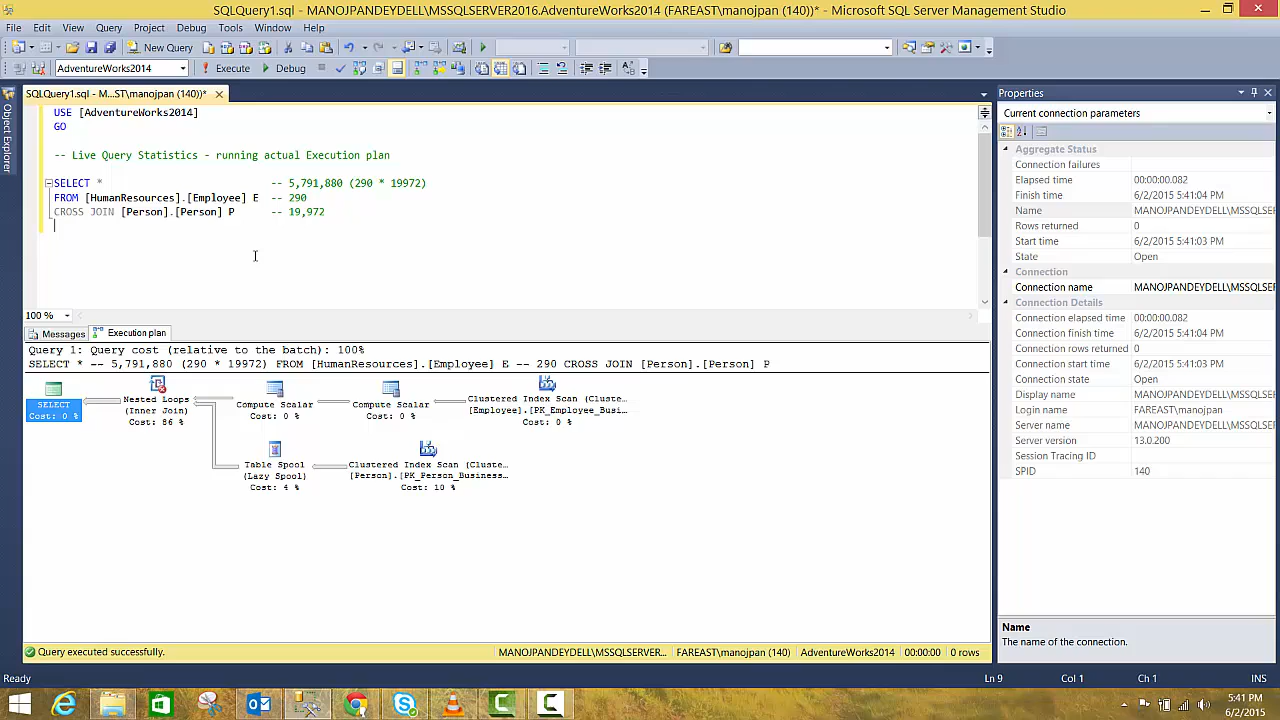 SQLQuery1.sql - MANOJPANDEYDELL\MSSQLSERVER2016.AdventureWorks2014 (FAREAST\manojpan (140))* - Microsoft SQL Server Management Studio
File Edit View Query Project Debug Tools Window Help
New Query
AdventureWorks2014 Execute Debug
SQLQuery1.sql - M...ST\manojpan (140))*
Object Explorer
USE [AdventureWorks2014]
GO
-- Live Query Statistics - running actual Execution plan
SELECT * -- 5,791,880 (290 * 19972)
FROM [HumanResources].[Employee] E -- 290
CROSS JOIN [Person].[Person] P -- 19,972
100 %
Messages Execution plan
Query 1: Query cost (relative to the batch): 100%
SELECT * -- 5,791,880 (290 * 19972) FROM [HumanResources].[Employee] E -- 290 CROSS JOIN [Person].[Person] P
SELECT
Cost: 0 %
Nested Loops
(Inner Join)
Cost: 86 %
Compute Scalar
Cost: 0 %
Compute Scalar
Cost: 0 %
Clustered Index Scan (Cluste…
[Employee].[PK_Employee_Busi…
Cost: 0 %
Table Spool
(Lazy Spool)
Cost: 4 %
Clustered Index Scan (Cluste…
[Person].[PK_Person_Business…
Cost: 10 %
Query executed successfully. MANOJPANDEYDELL\MSSQLSERVER... FAREAST\manojpan (140) AdventureWorks2014 00:00:00 0 rows
Properties
Current connection parameters
Aggregate Status
Connection failures
Elapsed time 00:00:00.082
Finish time 6/2/2015 5:41:04 PM
Name MANOJPANDEYDELL\MSSQLSER
Rows returned 0
Start time 6/2/2015 5:41:03 PM
State Open
Connection
Connection name MANOJPANDEYDELL\MSSQLSER
Connection Details
Connection elapsed time 00:00:00.082
Connection finish time 6/2/2015 5:41:04 PM
Connection rows returned 0
Connection start time 6/2/2015 5:41:03 PM
Connection state Open
Display name MANOJPANDEYDELL\MSSQLSER
Login name FAREAST\manojpan
Server name MANOJPANDEYDELL\MSSQLSER
Server version 13.0.200
Session Tracing ID
SPID 140
Name
The name of the connection.
Ready Ln 9 Col 1 Ch 1 INS
5:41 PM
6/2/2015